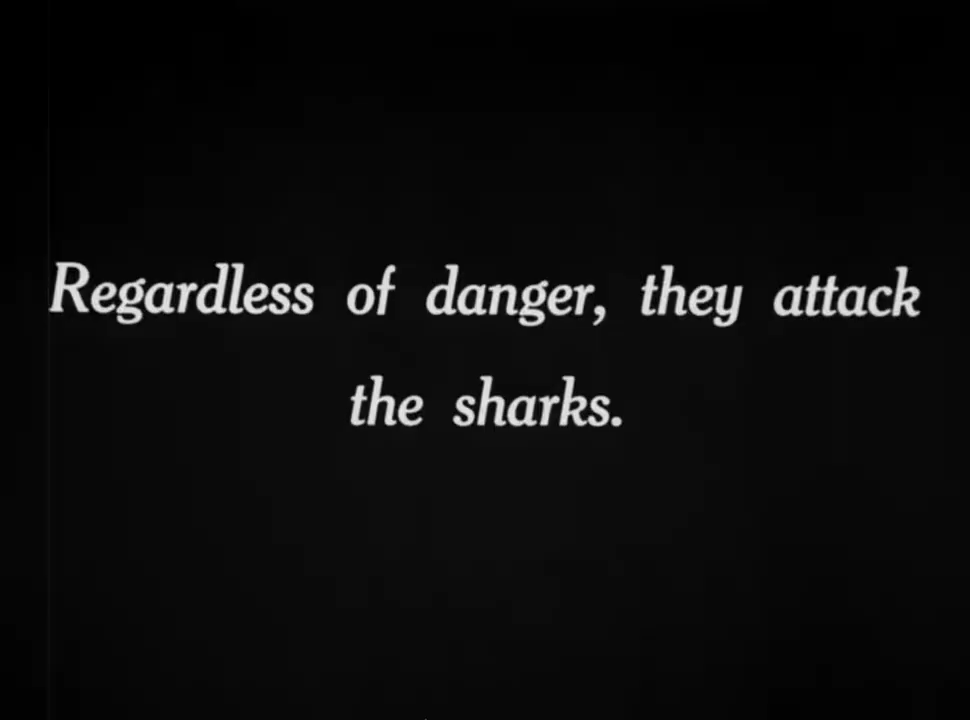 Regardless of danger, they attack
the sharks.